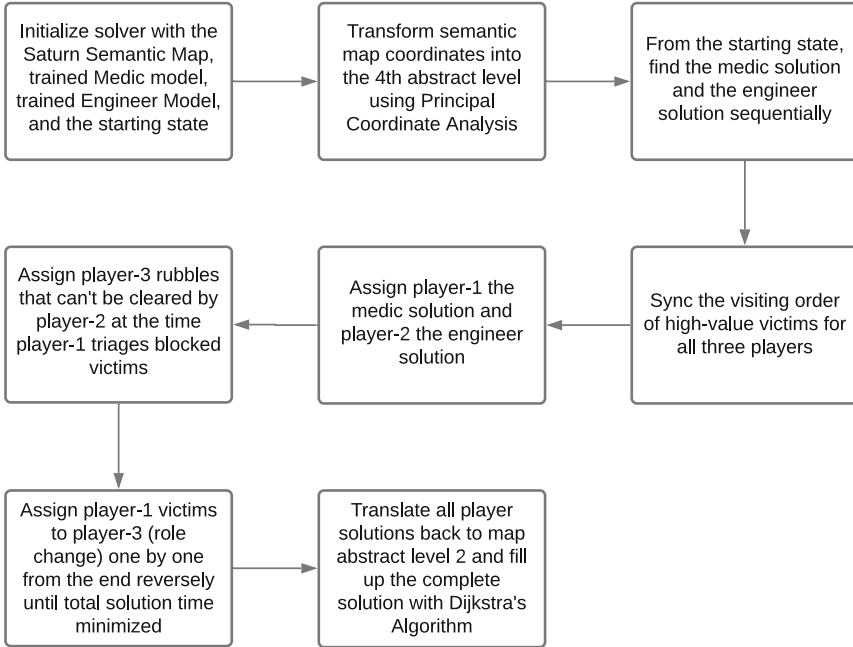 Initialize solver with the
Saturn Semantic Map,
trained Medic model,
trained Engineer Model,
and the starting state
Transform semantic
map coordinates into
the 4th abstract level
using Principal
Coordinate Analysis
From the starting state,
find the medic solution
and the engineer
solution sequentially
Sync the visiting order
of high-value victims for
all three players
Assign player-1 the
medic solution and
player-2 the engineer
solution
Assign player-3 rubbles
that can't be cleared by
player-2 at the time
player-1 triages blocked
victims
Assign player-1 victims
to player-3 (role
change) one by one
from the end reversely
until total solution time
minimized
Translate all player
solutions back to map
abstract level 2 and fill
up the complete
solution with Dijkstra's
Algorithm